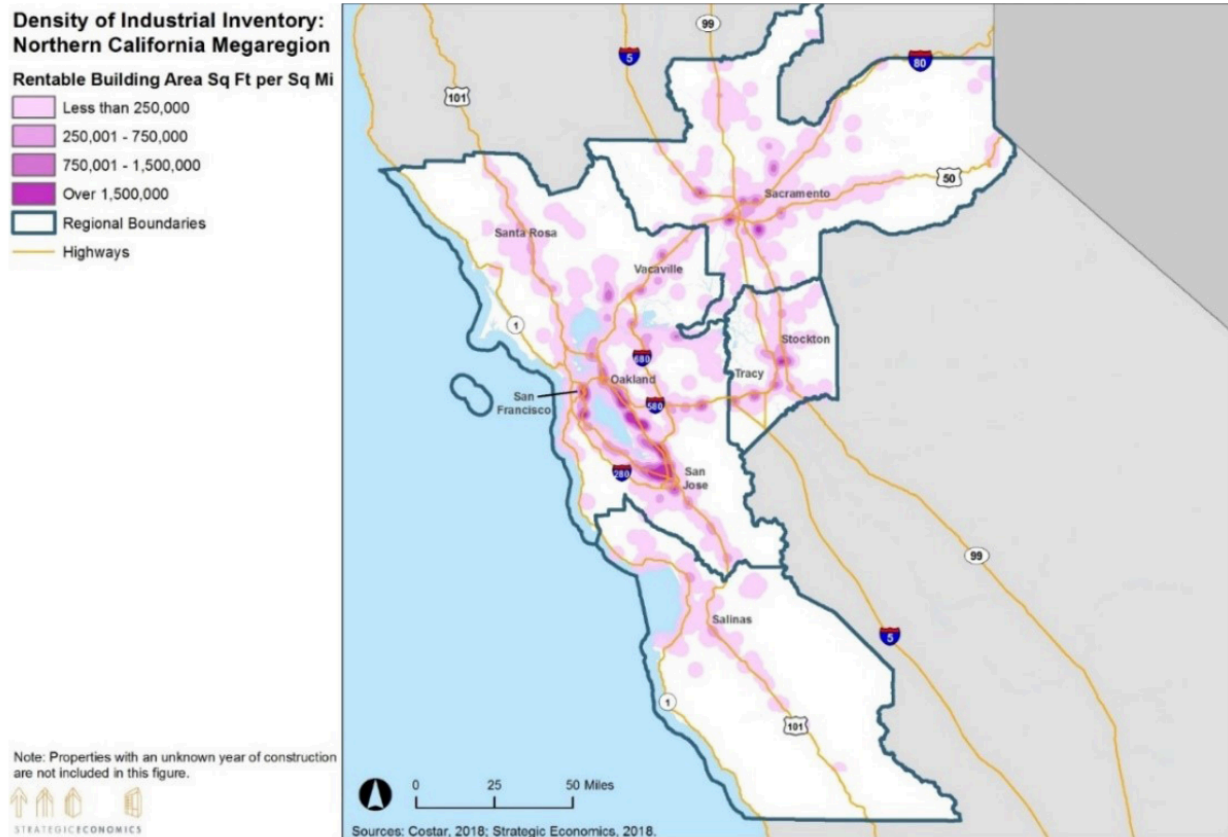 Density of Industrial Inventory:
Northern California Megaregion
Rentable Building Area Sq Ft per Sq Mi
Less than 250,000
250,001 - 750,000
750,001 - 1,500,000
Over 1,500,000
Regional Boundaries
Highways
99
5
80
101
50
Sacramento
Santa Rosa
Vacaville
1
Stockton
680
Tracy
Oakland
San
Francisco
580
280
San
Jose
99
Salinas
5
1
101
Note: Properties with an unknown year of construction
are not included in this figure.
STRATEGICECONOMICS
0 25 50 Miles
Sources: Costar, 2018; Strategic Economics, 2018.